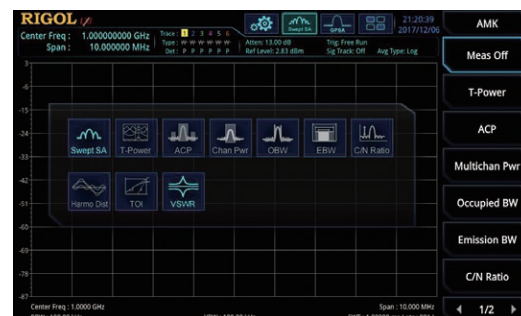 RIGOL
Center Freq : 1.000000000 GHz
Span : 10.000000 MHz
Trace: 1 2 3 4 5 6
Type: W W W W W W
Det: P P P P P P
Swept SA
GPSA
21:20:39
2017/12/06
Atten: 13.00 dB
Ref Level: 2.83 dBm
Trig: Free Run
Sig Track: Off Avg Type: Log
3
-6
-15
-24
-33
-42
-51
-60
-69
-87
Swept SA
T-Power
ACP
Chan Pwr
OBW
EBW
C/N Ratio
Harmo Dist
TOI
VSWR
Center Freq : 1.0000 GHz
Span : 10.000 MHz
AMK
Meas Off
T-Power
ACP
Multichan Pwr
Occupied BW
Emission BW
C/N Ratio
1/2